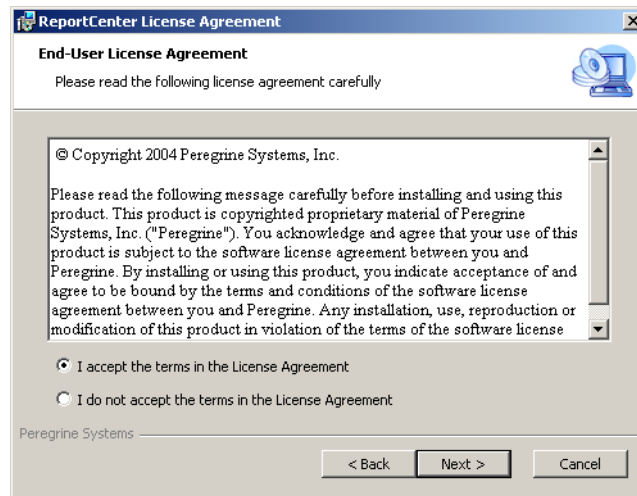 ReportCenter License Agreement
End-User License Agreement
Please read the following license agreement carefully
© Copyright 2004 Peregrine Systems, Inc.
Please read the following message carefully before installing and using this
product. This product is copyrighted proprietary material of Peregrine
Systems, Inc. ("Peregrine"). You acknowledge and agree that your use of this
product is subject to the software license agreement between you and
Peregrine. By installing or using this product, you indicate acceptance of and
agree to be bound by the terms and conditions of the software license
agreement between you and Peregrine. Any installation, use, reproduction or
modification of this product in violation of the terms of the software license
I accept the terms in the License Agreement
I do not accept the terms in the License Agreement
Peregrine Systems
< Back Next > Cancel